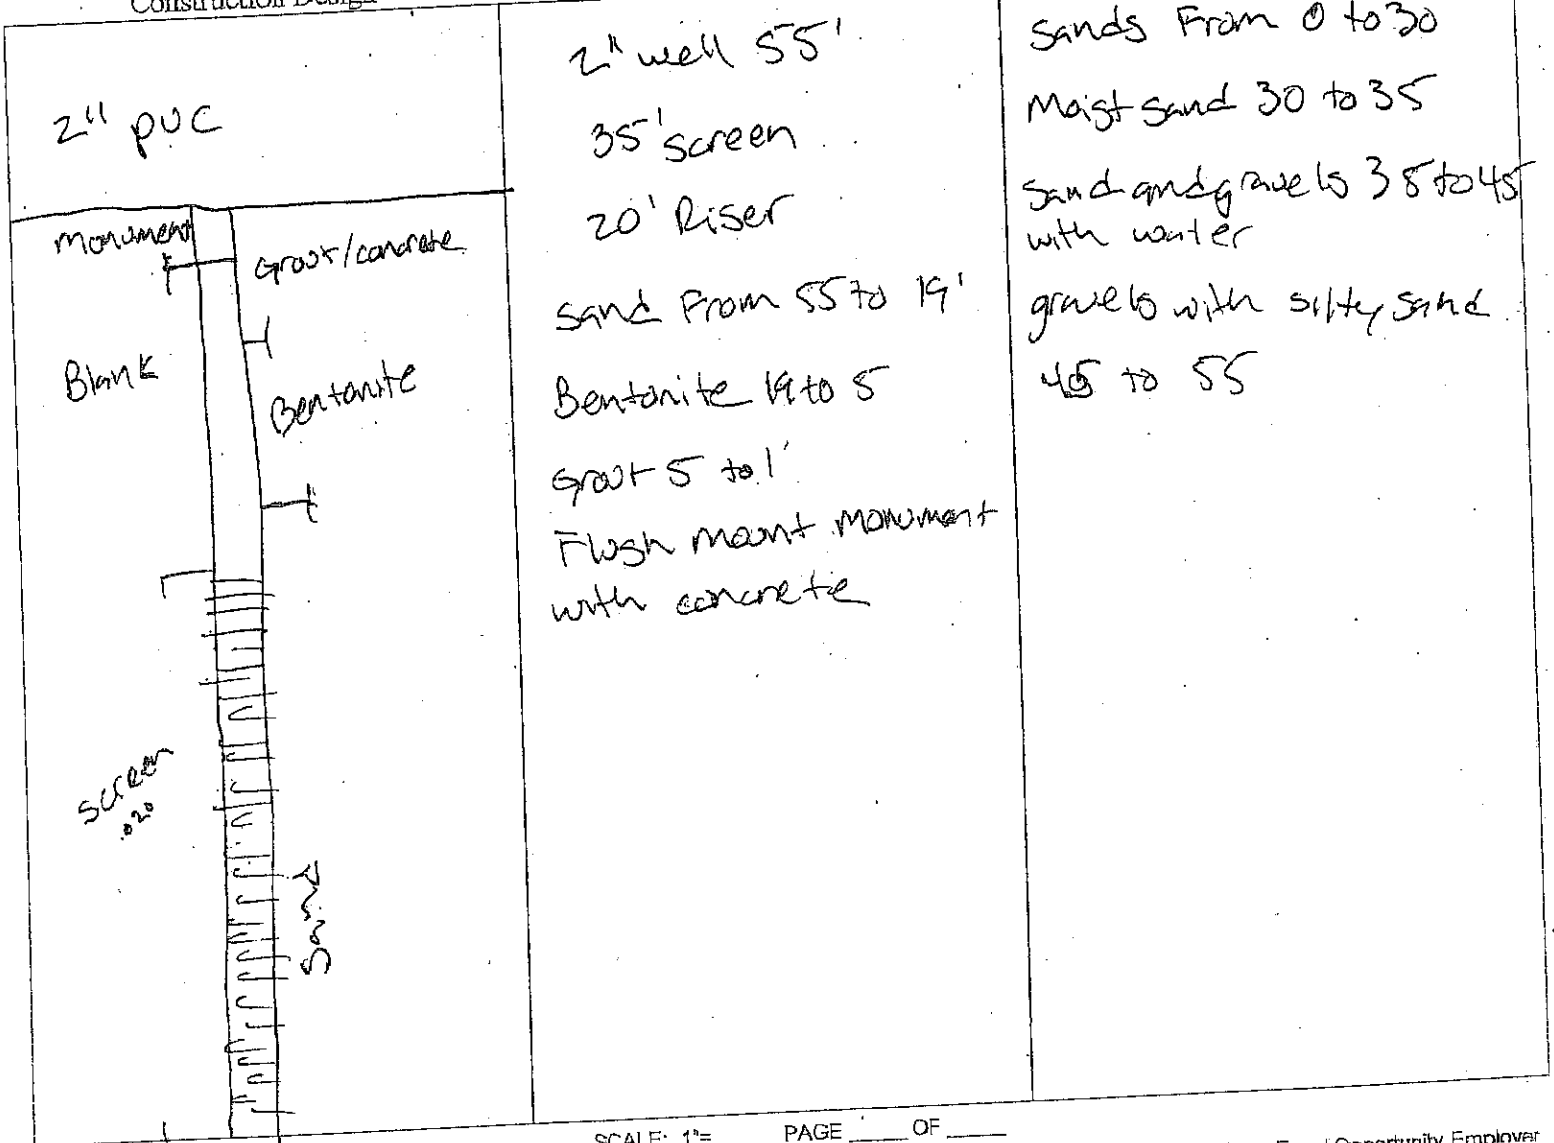 Construction Design
2" PVC
Monument
Grout/concrete
Blank
Bentonite
screen
.020
Sand
2" well 55'
35' screen
20' Riser
sand From 55 to 19'
Bentonite 19 to 5
Grout 5 to 1'
Flush mount monument
with concrete
Sands From 0 to 30
Moist sand 30 to 35
Sand and gravels 35 to 45
with water
gravels with silty sand
45 to 55
SCALE: 1"= PAGE ____ OF ____
Opportunity Employer